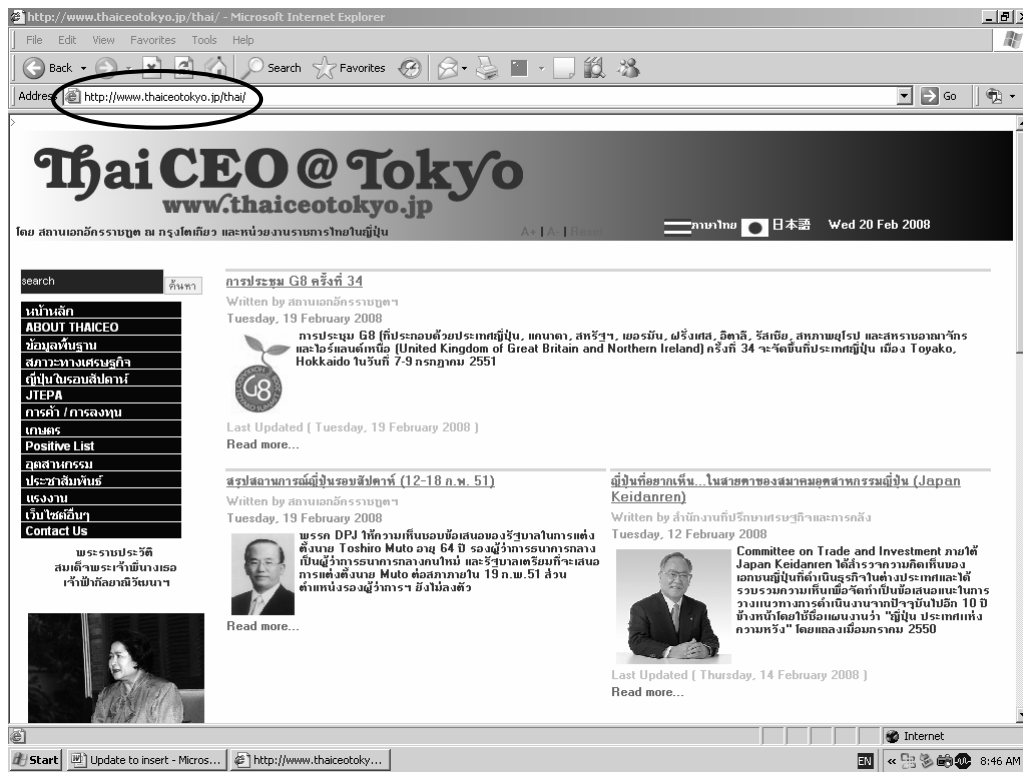 http://www.thaiceotokyo.jp/thai/ - Microsoft Internet Explorer
File Edit View Favorites Tools Help
Back Search Favorites
Address http://www.thaiceotokyo.jp/thai/ Go
>
Thai CEO @ Tokyo
www.thaiceotokyo.jp
โดย สถานเอกอัครราชทูต ณ กรุงโตเกียว และหน่วยงานราชการไทยในญี่ปุ่น A+ | A- | Reset ภาษาไทย 日本語 Wed 20 Feb 2008
search ค้นหา
หน้าหลัก
ABOUT THAICEO
ข้อมูลพื้นฐาน
สภาวะทางเศรษฐกิจ
ญี่ปุ่นในรอบสัปดาห์
JTEPA
การค้า / การลงทุน
เกษตร
Positive List
อุตสาหกรรม
ประชาสัมพันธ์
แรงงาน
เว็บไซต์อื่นๆ
Contact Us
พระราชประวัติ
สมเด็จพระเจ้าพี่นางเธอ
เจ้าฟ้ากัลยาณิวัฒนาฯ
การประชุม G8 ครั้งที่ 34
Written by สถานเอกอัครราชทูตฯ
Tuesday, 19 February 2008
การประชุม G8 (ที่ประกอบด้วยประเทศญี่ปุ่น, แคนาดา, สหรัฐฯ, เยอรมัน, ฝรั่งเศส, อิตาลี, รัสเซีย, สหภาพยุโรป และสหราชอาณาจักร
และไอร์แลนด์เหนือ (United Kingdom of Great Britain and Northern Ireland) ครั้งที่ 34 จะจัดขึ้นที่ประเทศญี่ปุ่น เมือง Toyako,
Hokkaido ในวันที่ 7-9 กรกฎาคม 2551
G8
Last Updated ( Tuesday, 19 February 2008 )
Read more...
สรุปสถานการณ์ญี่ปุ่นรอบสัปดาห์ (12-18 ก.พ. 51)
Written by สถานเอกอัครราชทูตฯ
Tuesday, 19 February 2008
พรรค DPJ ให้ความเห็นชอบข้อเสนอของรัฐบาลในการแต่ง
ตั้งนาย Toshiro Muto อายุ 64 ปี รองผู้ว่าการธนาคารกลาง
เป็นผู้ว่าการธนาคารกลางคนใหม่ และรัฐบาลเตรียมที่จะเสนอ
การแต่งตั้งนาย Muto ต่อสภาภายใน 19 ก.พ.51 ส่วน
ตำแหน่งรองผู้ว่าการฯ ยังไม่ลงตัว
Read more...
ญี่ปุ่นที่อยากเห็น...ในสายตาของสมาคมอุตสาหกรรมญี่ปุ่น (Japan
Keidanren)
Written by สำนักงานที่ปรึกษาเศรษฐกิจและการคลัง
Tuesday, 12 February 2008
Committee on Trade and Investment ภายใต้
Japan Keidanren ได้สำรวจความคิดเห็นของ
เอกชนญี่ปุ่นที่ดำเนินธุรกิจในต่างประเทศและได้
รวบรวมความเห็นเพื่อจัดทำเป็นข้อเสนอแนะในการ
วางแนวทางการดำเนินงานจากปัจจุบันไปอีก 10 ปี
ข้างหน้าโดยใช้ชื่อแผนงานว่า "ญี่ปุ่น ประเทศแห่ง
ความหวัง" โดยแถลงเมื่อมกราคม 2550
Last Updated ( Thursday, 14 February 2008 )
Read more...
Internet
Start Update to insert - Micros... http://www.thaiceotoky... EN 8:46 AM